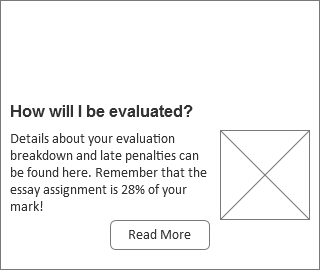 How will I be evaluated?
Details about your evaluation
breakdown and late penalties can
be found here. Remember that the
essay assignment is 28% of your
mark!
Read More